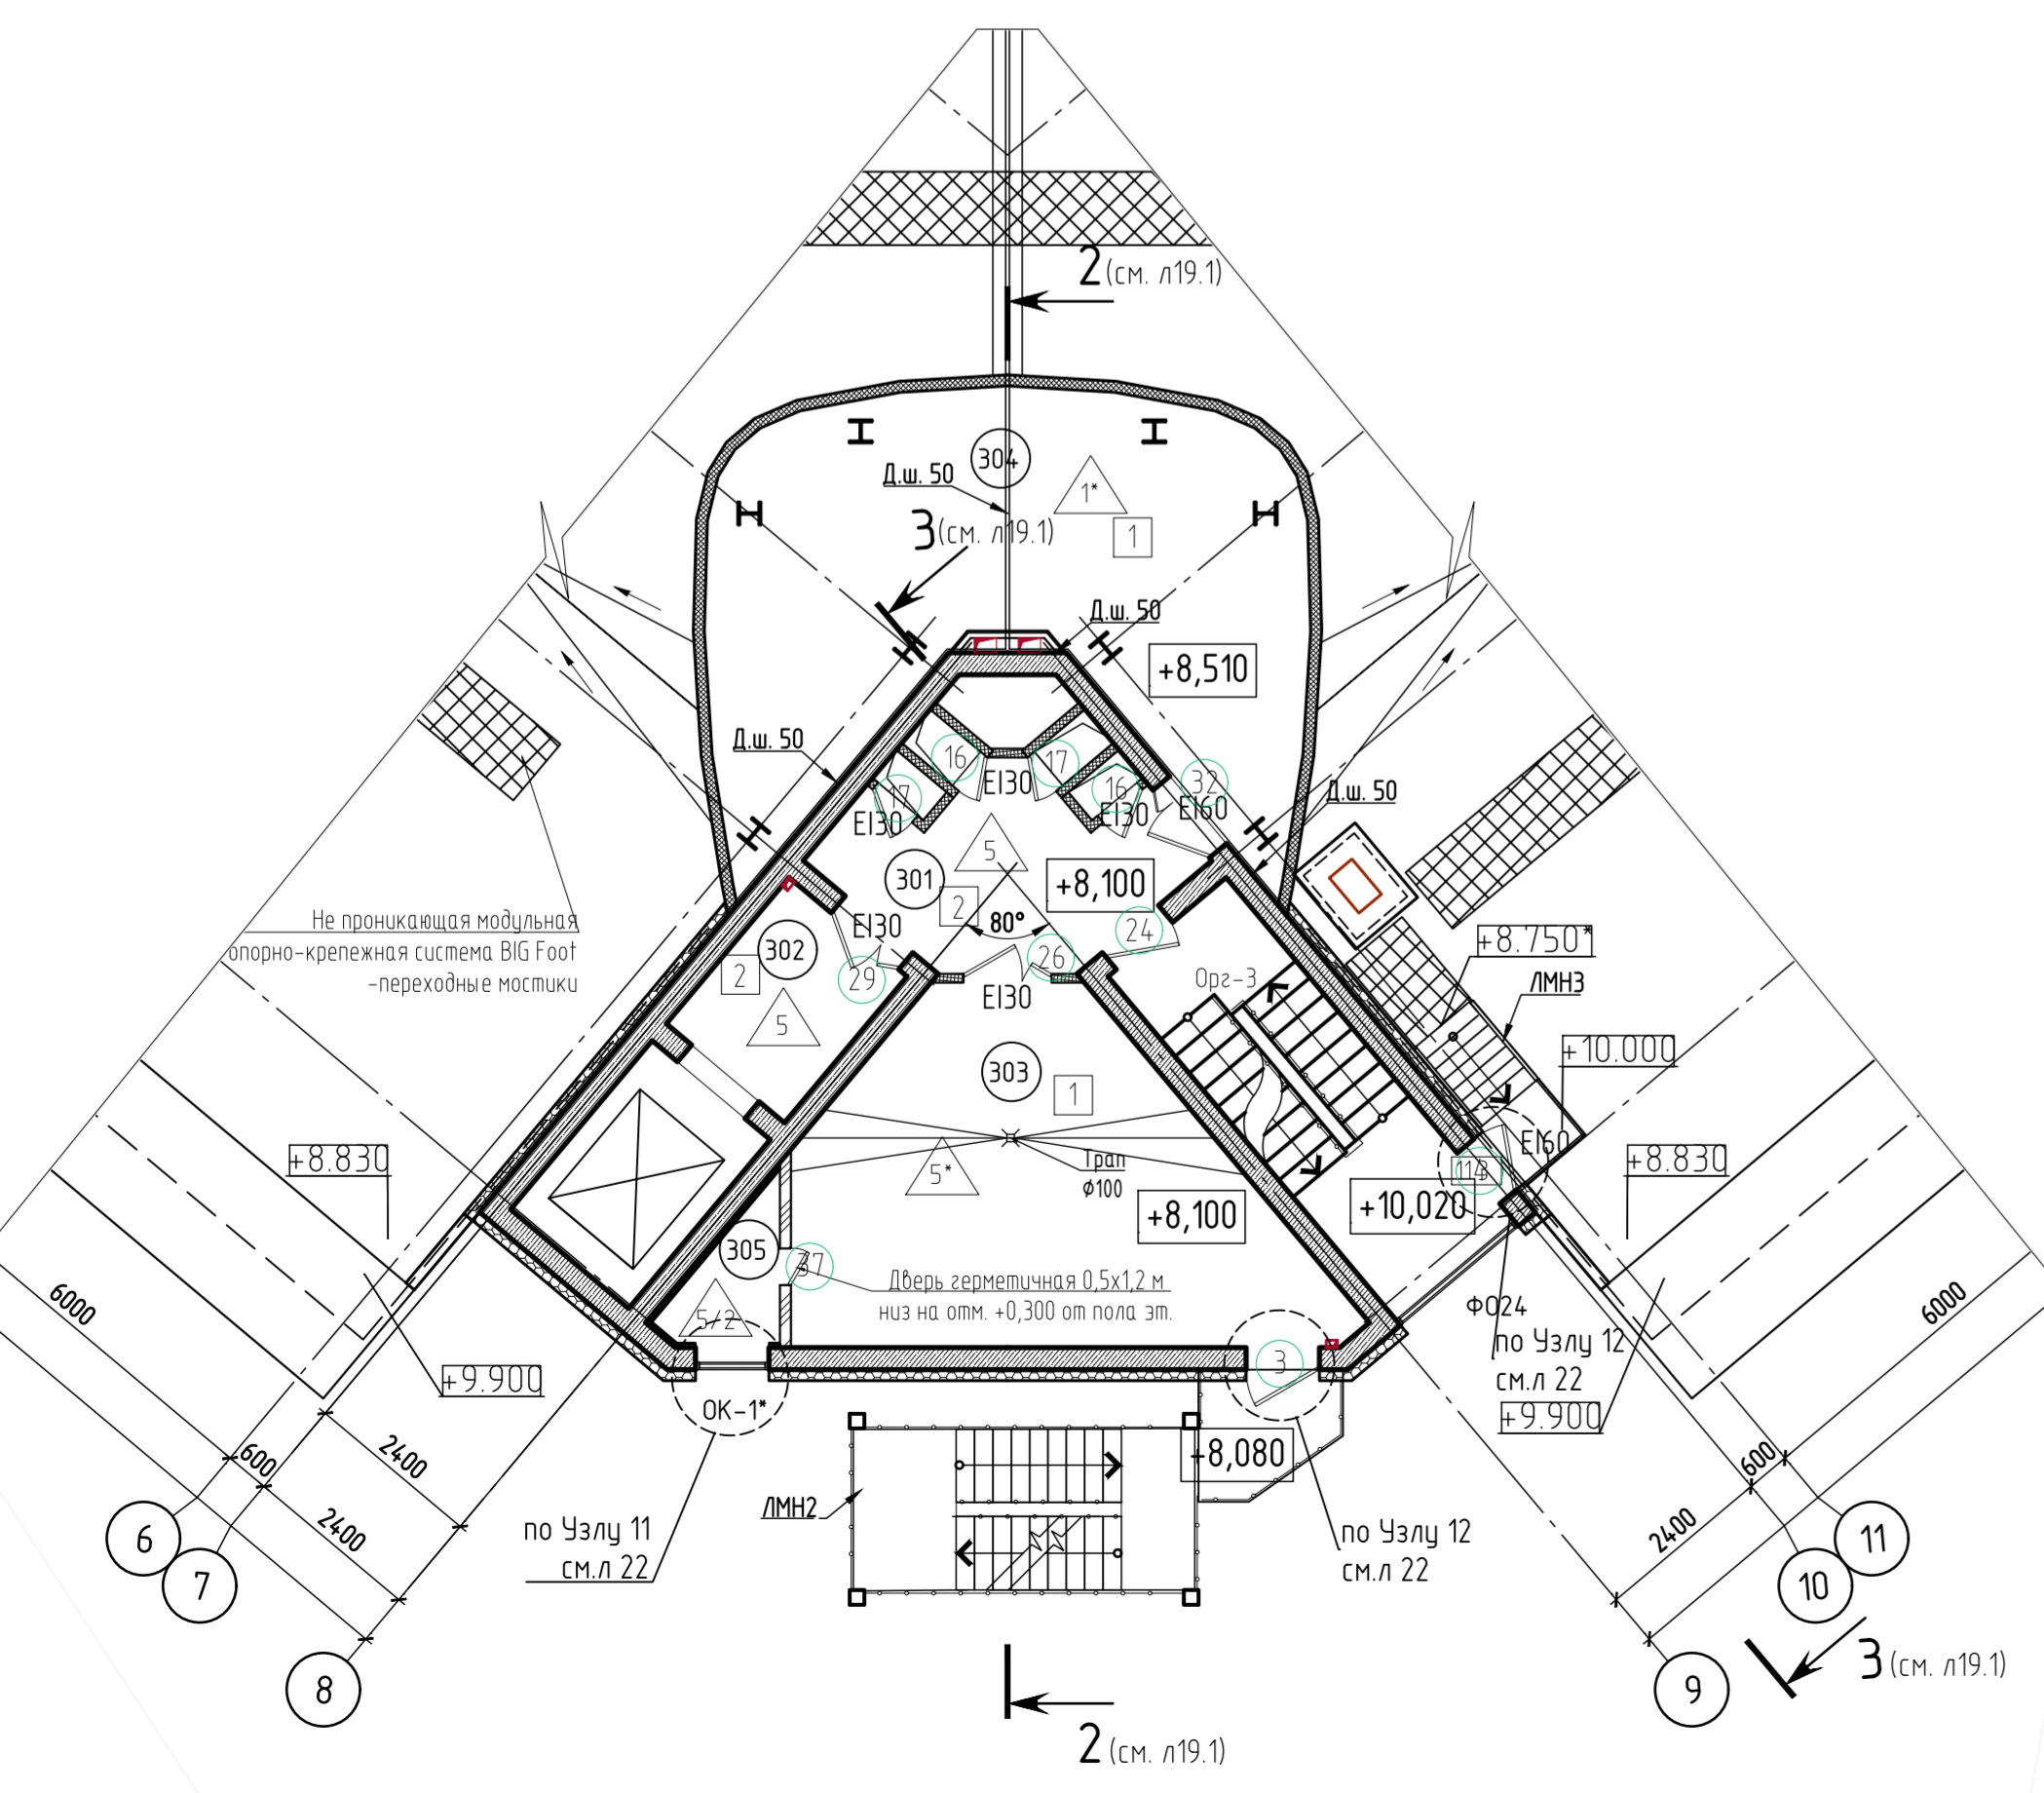 2 (см. л19.1)
304
Д.ш. 50
1*
3 (см. л19.1)
1
Д.ш. 50
+8,510
Д.ш. 50
16
17
EI30
17
16
32
EI30
EI30
EI60
Д.ш. 50
5
301
+8,100
2
80°
24
Не проникающая модульная
опорно-крепежная система BIG Foot
-переходные мостики
EI30
302
2
29
26
EI30
Орг-3
+8.750*
ЛМН3
5
303
1
+10.000
EI60
+8.830
5*
Трап
ф100
+8,100
+10,020
+8.830
305
37
Дверь герметичная 0,5х1,2 м
низ на отм. +0,300 от пола эт.
5/2
ФО24
по Узлу 12
см.л 22
3
+9.900
ОК-1*
+9.900
+8,080
6000
600
2400
2400
6000
600
2400
ЛМН2
по Узлу 11
см.л 22
по Узлу 12
см.л 22
6
7
8
11
10
9
3 (см. л19.1)
2 (см. л19.1)